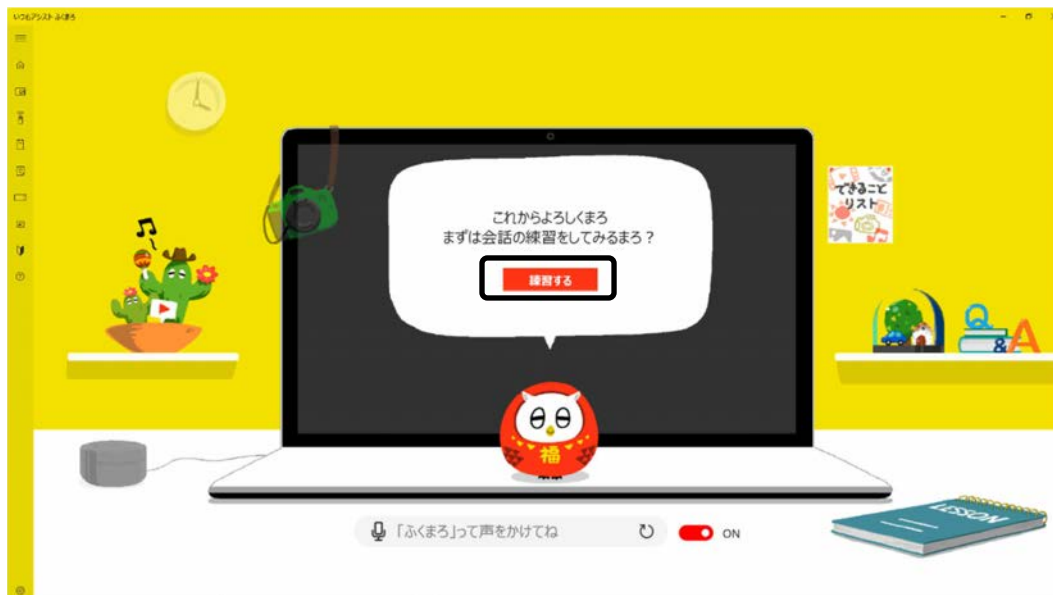 いつもアシスト ふくまろ
できること
リスト
これからよろしくまろ
まずは会話の練習をしてみるまろ？
練習する
Q
&A
福
「ふくまろ」って声をかけてね
ON
LESSON